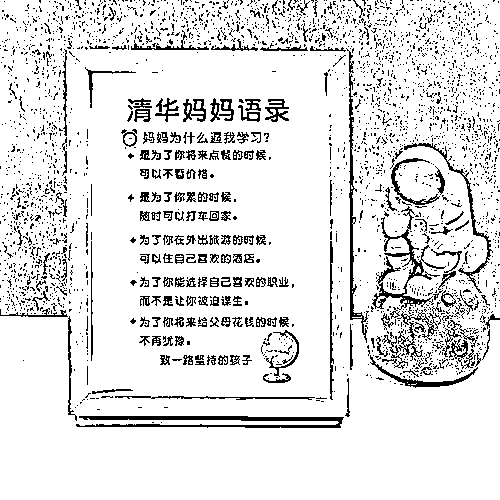 清华妈妈语录
妈妈为什么逼我学习?
是为了你将来点餐的时候,
可以不看价格。
是为了你累的时候,
随时可以打车回家。
为了你在外出旅游的时候,
可以住自己喜欢的酒店。
为了你能选择自己喜欢的职业,
而不是让你被迫谋生。
为了你将来给父母花钱的时候,
不再犹豫。
致一路坚持的孩子